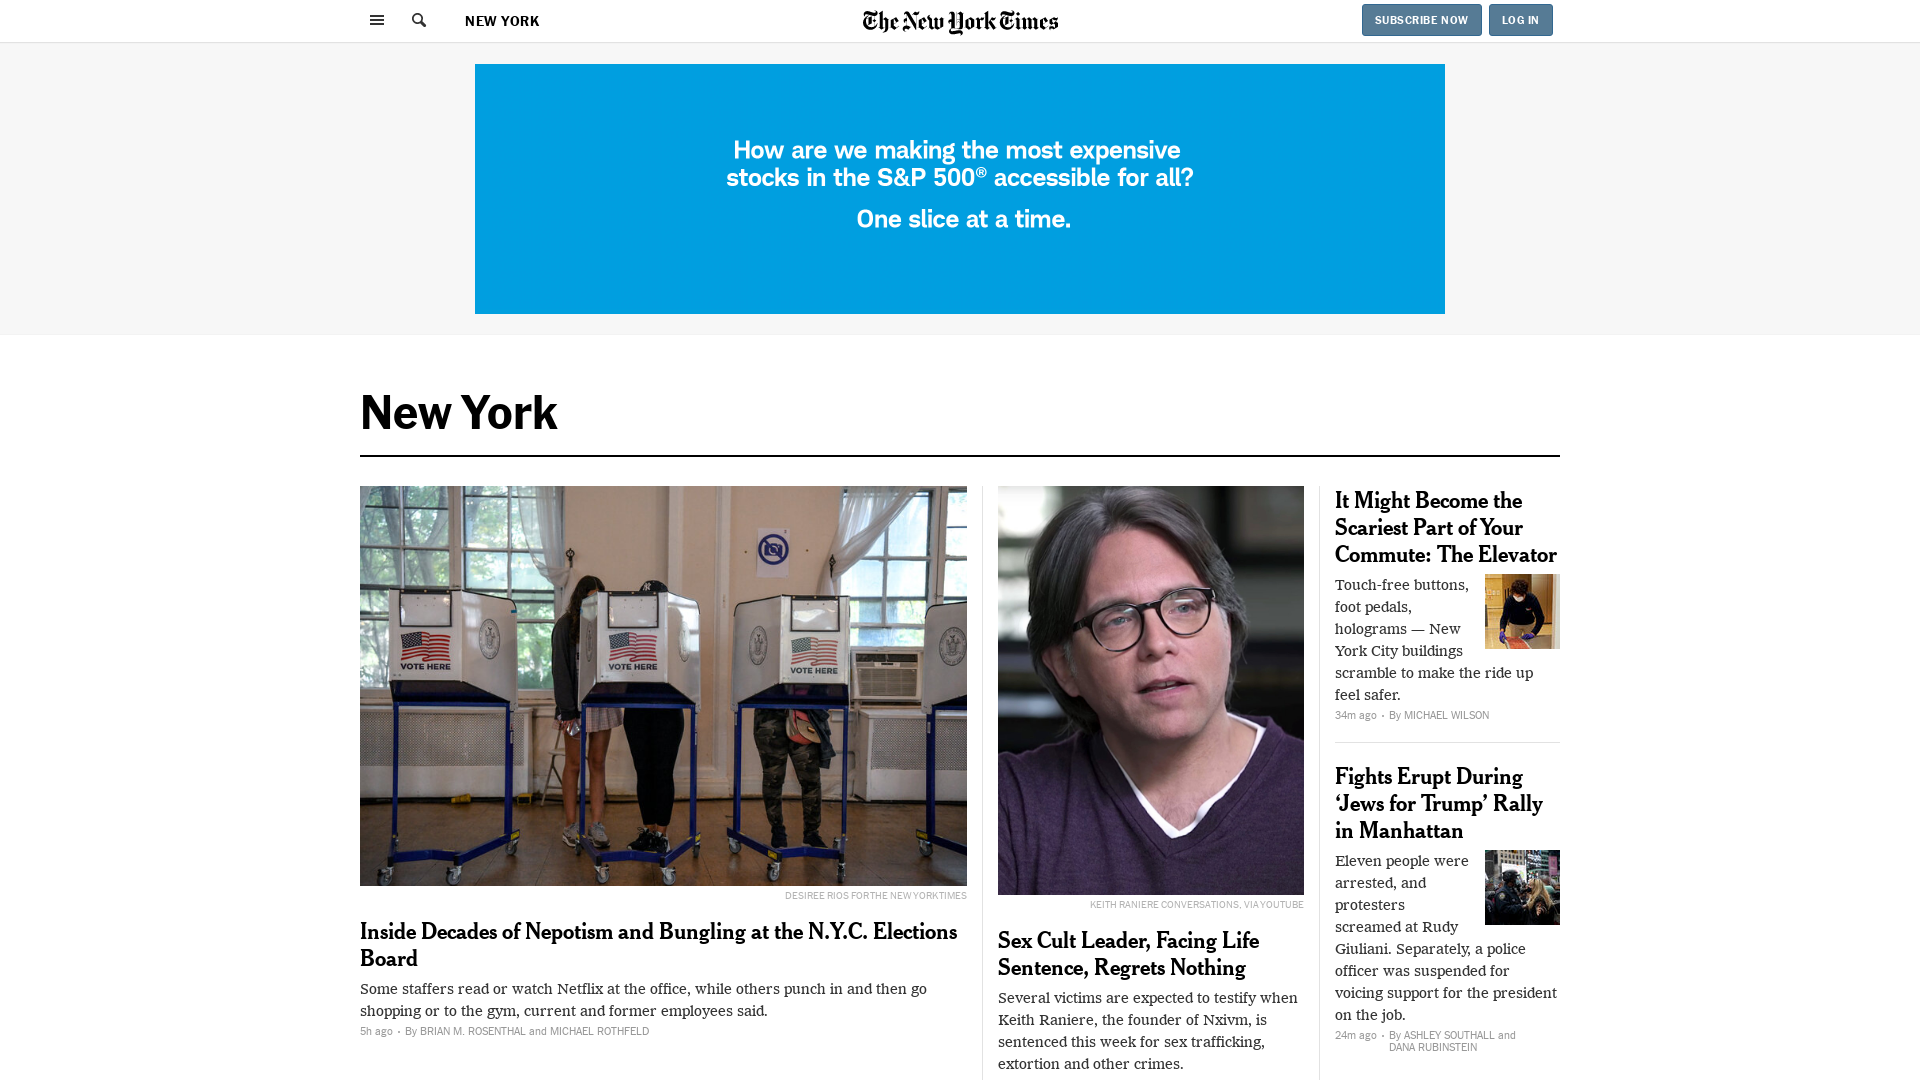 NEW YORK
The New York Times
SUBSCRIBE NOW
LOG IN
How are we making the most expensive
stocks in the S&P 500® accessible for all?
One slice at a time.
New York
VOTE HERE
VOTE HERE
VOTE HERE
DESIREE RIOS FOR THE NEW YORK TIMES
Inside Decades of Nepotism and Bungling at the N.Y.C. Elections
Board
Some staffers read or watch Netflix at the office, while others punch in and then go
shopping or to the gym, current and former employees said.
5h ago • By BRIAN M. ROSENTHAL and MICHAEL ROTHFELD
KEITH RANIERE CONVERSATIONS, VIA YOUTUBE
Sex Cult Leader, Facing Life
Sentence, Regrets Nothing
Several victims are expected to testify when
Keith Raniere, the founder of Nxivm, is
sentenced this week for sex trafficking,
extortion and other crimes.
It Might Become the
Scariest Part of Your
Commute: The Elevator
Touch-free buttons,
foot pedals,
holograms — New
York City buildings
scramble to make the ride up
feel safer.
34m ago • By MICHAEL WILSON
Fights Erupt During
‘Jews for Trump’ Rally
in Manhattan
Eleven people were
arrested, and
protesters
screamed at Rudy
Giuliani. Separately, a police
officer was suspended for
voicing support for the president
on the job.
24m ago • By ASHLEY SOUTHALL and
DANA RUBINSTEIN